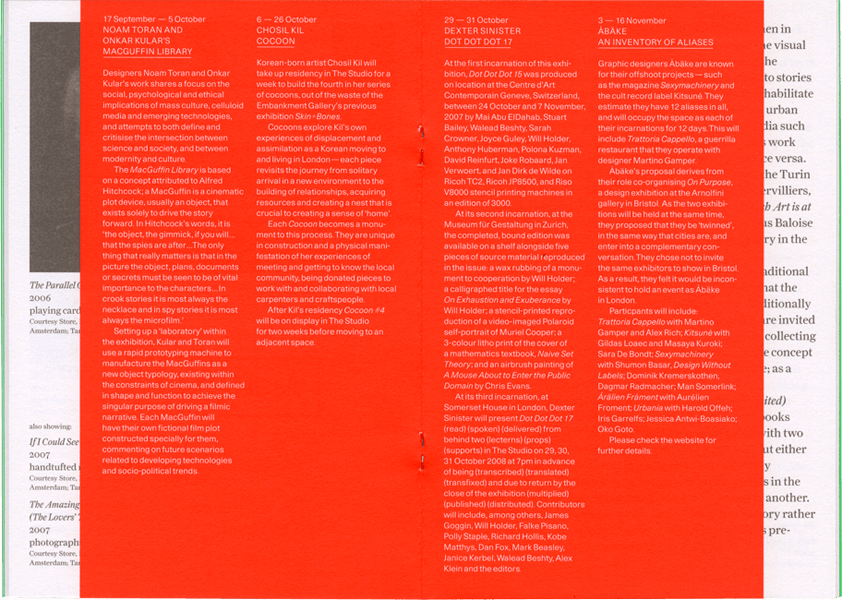 The Parallel
2006
playing card
Courtesy Store,
Amsterdam; Ta
also showing:
If I Could See
2007
handtufted
Courtesy Store,
Amsterdam; Ta
The Amazing
(The Lovers'
2007
photograph
Courtesy Store,
Amsterdam; Ta
17 September — 5 October
NOAM TORAN AND
ONKAR KULAR'S
MACGUFFIN LIBRARY
Designers Noam Toran and Onkar
Kular's work shares a focus on the
social, psychological and ethical
implications of mass culture, celluloid
media and emerging technologies,
and attempts to both define and
critisise the intersection between
science and society, and between
modernity and culture.
The MacGuffin Library is based
on a concept attributed to Alfred
Hitchcock; a MacGuffin is a cinematic
plot device, usually an object, that
exists solely to drive the story
forward. In Hitchcock's words, it is
'the object, the gimmick, if you will...
that the spies are after...The only
thing that really matters is that in the
picture the object, plans, documents
or secrets must be seen to be of vital
importance to the characters...In
crook stories it is most always the
necklace and in spy stories it is most
always the microfilm.'
Setting up a 'laboratory' within
the exhibition, Kular and Toran will
use a rapid prototyping machine to
manufacture the MacGuffins as a
new object typology, existing within
the constraints of cinema, and defined
in shape and function to achieve the
singular purpose of driving a filmic
narrative. Each MacGuffin will
have their own fictional film plot
constructed specially for them,
commenting on future scenarios
related to developing technologies
and socio-political trends.
6 — 26 October
CHOSIL KIL
COCOON
Korean-born artist Chosil Kil will
take up residency in The Studio for a
week to build the fourth in her series
of cocoons, out of the waste of the
Embankment Gallery's previous
exhibition Skin+Bones.
Cocoons explore Kil's own
experiences of displacement and
assimilation as a Korean moving to
and living in London — each piece
revisits the journey from solitary
arrival in a new environment to the
building of relationships, acquiring
resources and creating a nest that is
crucial to creating a sense of 'home'.
Each Cocoon becomes a monu-
ment to this process. They are unique
in construction and a physical mani-
festation of her experiences of
meeting and getting to know the local
community, being donated pieces to
work with and collaborating with local
carpenters and craftspeople.
After Kil's residency Cocoon #4
will be on display in The Studio
for two weeks before moving to an
adjacent space.
29 — 31 October
DEXTER SINISTER
DOT DOT DOT 17
At the first incarnation of this exhi-
bition, Dot Dot Dot 15 was produced
on location at the Centre d'Art
Contemporain Geneve, Switzerland,
between 24 October and 7 November,
2007 by Mai Abu ElDahab, Stuart
Bailey, Walead Beshty, Sarah
Crowner, Joyce Guley, Will Holder,
Anthony Huberman, Polona Kuzman,
David Reinfurt, Joke Robaard, Jan
Verwoert, and Jan Dirk de Wilde on
Ricoh TC2, Ricoh JP8500, and Riso
V8000 stencil printing machines in
an edition of 3000.
At its second incarnation, at the
Museum für Gestaltung in Zurich,
the completed, bound edition was
available on a shelf alongside five
pieces of source material reproduced
in the issue: a wax rubbing of a monu-
ment to cooperation by Will Holder;
a calligraphed title for the essay
On Exhaustion and Exuberance by
Will Holder; a stencil-printed repro-
duction of a video-imaged Polaroid
self-portrait of Muriel Cooper; a
3-colour litho print of the cover of
a mathematics textbook, Naive Set
Theory; and an airbrush painting of
A Mouse About to Enter the Public
Domain by Chris Evans.
At its third incarnation, at
Somerset House in London, Dexter
Sinister will present Dot Dot Dot 17
(read) (spoken) (delivered) from
behind two (lecterns) (props)
(supports) in The Studio on 29, 30,
31 October 2008 at 7pm in advance
of being (transcribed) (translated)
(transfixed) and due to return by the
close of the exhibition (multiplied)
(published) (distributed). Contributors
will include, among others, James
Goggin, Will Holder, Falke Pisano,
Polly Staple, Richard Hollis, Kobe
Matthys, Dan Fox, Mark Beasley,
Janice Kerbel, Walead Beshty, Alex
Klein and the editors.
3 — 16 November
ÅBÄKE
AN INVENTORY OF ALIASES
Graphic designers Åbäke are known
for their offshoot projects — such
as the magazine Sexymachinery and
the cult record label Kitsuné. They
estimate they have 12 aliases in all,
and will occupy the space as each of
their incarnations for 12 days. This will
include Trattoria Cappello, a guerrilla
restaurant that they operate with
designer Martino Gamper.
Åbäke's proposal derives from
their role co-organising On Purpose,
a design exhibition at the Arnolfini
gallery in Bristol. As the two exhibi-
tions will be held at the same time,
they proposed that they be 'twinned',
in the same way that cities are, and
enter into a complementary con-
versation. They chose not to invite
the same exhibitors to show in Bristol.
As a result, they felt it would be incon-
sistent to hold an event as Åbäke
in London.
Particpants will include:
Trattoria Cappello with Martino
Gamper and Alex Rich; Kitsuné with
Gildas Loaec and Masaya Kuroki;
Sara De Bondt; Sexymachinery
with Shumon Basar, Design Without
Labels; Dominik Kremerskothen,
Dagmar Radmacher; Man Somerlink;
Årälien Främent with Aurélien
Froment; Urbania with Harold Offeh;
Iris Garrelfs; Jessica Antwi-Boasiako;
Oko Goto.
Please check the website for
further details.
en in
e visual
he
to stories
habilitate
urban
dia such
work
ce versa.
he Turin
ervilliers,
h Art is at
us Baloise
ry in the
aditional
hat the
ditionally
re invited
collecting
e concept
e; as a
ited)
ooks
with two
ut either
y
s in the
another.
ory rather
s pre-